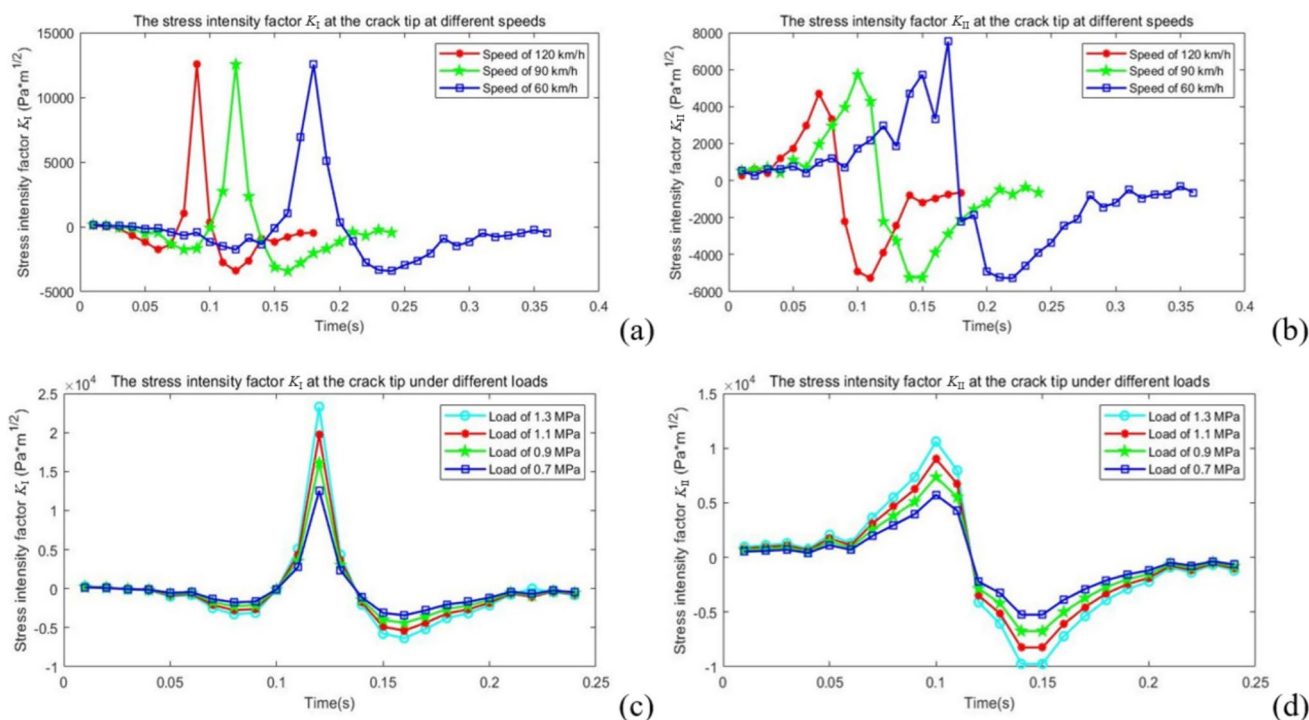 The stress intensity factor K_I at the crack tip at different speeds
15000
10000
5000
0
-5000
Stress intensity factor K_I (Pa*m^1/2)
Speed of 120 km/h
Speed of 90 km/h
Speed of 60 km/h
0 0.05 0.1 0.15 0.2 0.25 0.3 0.35 0.4
Time(s)
(a)
The stress intensity factor K_II at the crack tip at different speeds
8000
6000
4000
2000
0
-2000
-4000
-6000
Stress intensity factor K_II (Pa*m^1/2)
Speed of 120 km/h
Speed of 90 km/h
Speed of 60 km/h
0 0.05 0.1 0.15 0.2 0.25 0.3 0.35 0.4
Time(s)
(b)
The stress intensity factor K_I at the crack tip under different loads
×10^4
2.5
2
1.5
1
0.5
0
-0.5
-1
Stress intensity factor K_I (Pa*m^1/2)
Load of 1.3 MPa
Load of 1.1 MPa
Load of 0.9 MPa
Load of 0.7 MPa
0 0.05 0.1 0.15 0.2 0.25
Time(s)
(c)
The stress intensity factor K_II at the crack tip under different loads
×10^4
1.5
1
0.5
0
-0.5
-1
Stress intensity factor K_II (Pa*m^1/2)
Load of 1.3 MPa
Load of 1.1 MPa
Load of 0.9 MPa
Load of 0.7 MPa
0 0.05 0.1 0.15 0.2 0.25
Time(s)
(d)